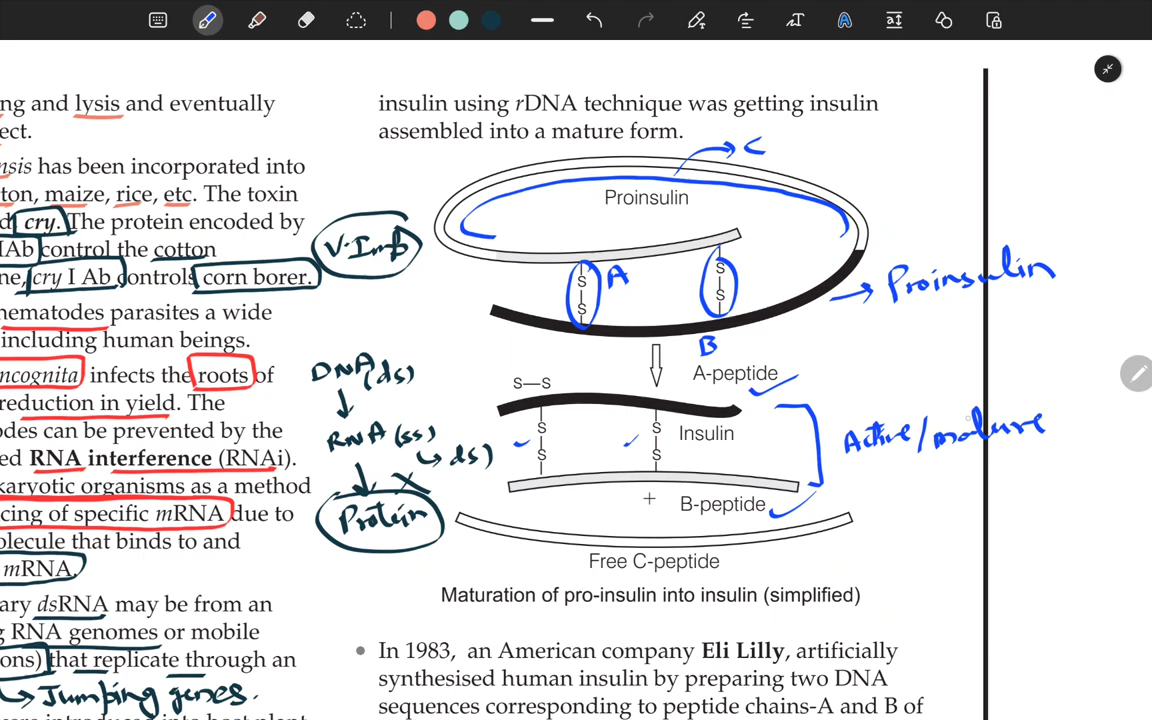 ng and lysis and eventually
ect.
nsis has been incorporated into
ton, maize, rice, etc. The toxin
d cry. The protein encoded by
IAb control the cotton
ne, cry I Ab controls corn borer.
nematodes parasites a wide
including human beings.
ncognita infects the roots of
reduction in yield. The
odes can be prevented by the
ed RNA interference (RNAi).
karyotic organisms as a method
cing of specific mRNA due to
olecule that binds to and
mRNA.
ary dsRNA may be from an
g RNA genomes or mobile
ons) that replicate through an
↳ Jumping genes.
V. Imp
DNA (ds)
↓
RNA (ss)
↳ ds)
↓ X
Protein
insulin using rDNA technique was getting insulin
assembled into a mature form.
→ C
Proinsulin
S
S
A
S
S
B
→ Proinsulin
A-peptide
S—S
S
S
S
S
Insulin
Active/mature
+
B-peptide
Free C-peptide
Maturation of pro-insulin into insulin (simplified)
• In 1983, an American company Eli Lilly, artificially
synthesised human insulin by preparing two DNA
sequences corresponding to peptide chains-A and B of